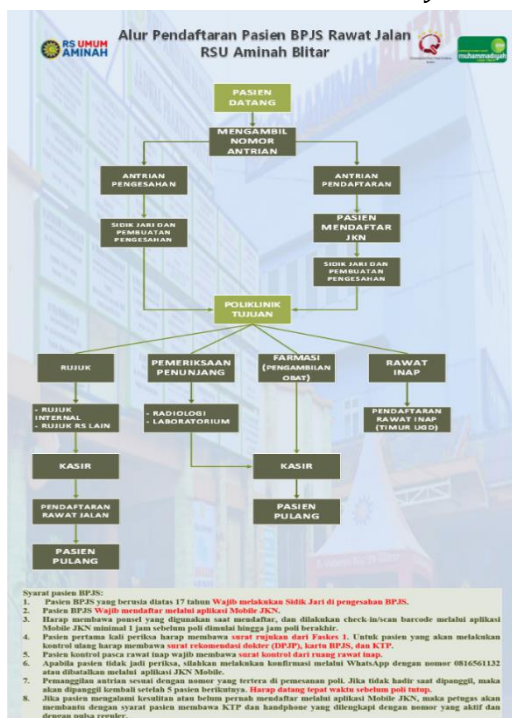 Alur Pendaftaran Pasien BPJS Rawat Jalan
RSU Aminah Blitar
RS UMUM
AMINAH
muhammadiyah
PASIEN
DATANG
MENGAMBIL
NOMOR
ANTRIAN
ANTRIAN
PENGESAHAN
ANTRIAN
PENDAFTARAN
SIDIK JARI DAN
PEMBUATAN
PENGESAHAN
PASIEN
MENDAFTAR
JKN
SIDIK JARI DAN
PEMBUATAN
PENGESAHAN
POLIKLINIK
TUJUAN
RUJUK
PEMERIKSAAN
PENUNJANG
FARMASI
(PENGAMBILAN
OBAT)
RAWAT
INAP
- RUJUK
INTERNAL
- RUJUK RS LAIN
- RADIOLOGI
- LABORATORIUM
PENDAFTARAN
RAWAT INAP
(TIMUR UGD)
KASIR
KASIR
PENDAFTARAN
RAWAT JALAN
PASIEN
PULANG
PASIEN
PULANG
Syarat pasien BPJS:
1. Pasien BPJS yang berusia diatas 17 tahun Wajib melakukan Sidik Jari di pengesahan BPJS.
2. Pasien BPJS Wajib mendaftar melalui aplikasi Mobile JKN.
3. Harap membawa ponsel yang digunakan saat mendaftar, dan dilakukan check-in/scan barcode melalui aplikasi
Mobile JKN minimal 1 jam sebelum poli dimulai hingga jam poli berakhir.
4. Pasien pertama kali periksa harap membawa surat rujukan dari Faskes 1. Untuk pasien yang akan melakukan
kontrol ulang harap membawa surat rekomendasi dokter (DPJP), kartu BPJS, dan KTP.
5. Pasien kontrol pasca rawat inap wajib membawa surat kontrol dari ruang rawat inap.
6. Apabila pasien tidak jadi periksa, silahkan melakukan konfirmasi melalui WhatsApp dengan nomor 0816561132
atau dibatalkan melalui aplikasi JKN Mobile.
7. Pemanggilan antrian sesuai dengan nomor yang tertera di pemesanan poli. Jika tidak hadir saat dipanggil, maka
akan dipanggil kembali setelah 5 pasien berikutnya. Harap datang tepat waktu sebelum poli tutup.
8. Jika pasien mengalami kesulitan atau belum pernah mendaftar melalui aplikasi Mobile JKN, maka petugas akan
membantu dengan syarat pasien membawa KTP dan handphone yang dilengkapi dengan nomor yang aktif dan
dengan pulsa reguler.